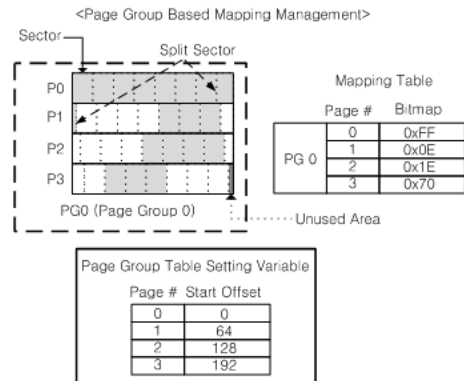 <Page Group Based Mapping Management>
Sector
Split Sector
P0
P1
P2
P3
PG0 (Page Group 0)
Unused Area
Mapping Table
Page # Bitmap
PG 0
0 0xFF
1 0x0E
2 0x1E
3 0x70
Page Group Table Setting Variable
Page # Start Offset
0 0
1 64
2 128
3 192